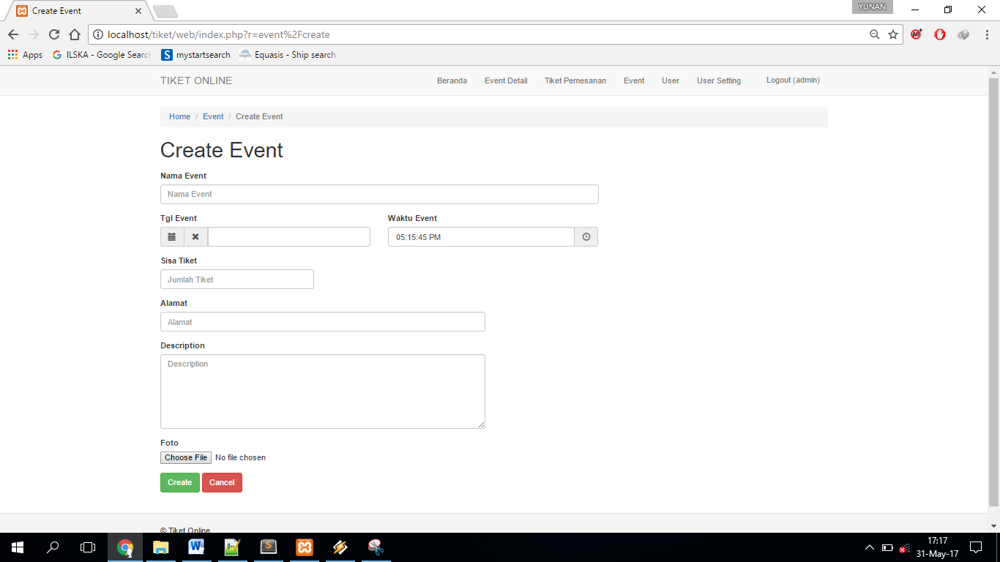 Create Event
YUNAN
localhost/tiket/web/index.php?r=event%2Fcreate
Apps ILSKA - Google Search mystartsearch Equasis - Ship search
TIKET ONLINE Beranda Event Detail Tiket Pemesanan Event User User Setting Logout (admin)
Home / Event / Create Event
Create Event
Nama Event
Nama Event
Tgl Event Waktu Event
05:15:45 PM
Sisa Tiket
Jumlah Tiket
Alamat
Alamat
Description
Description
Foto
Choose File No file chosen
Create Cancel
© Tiket Online
17:17
31-May-17